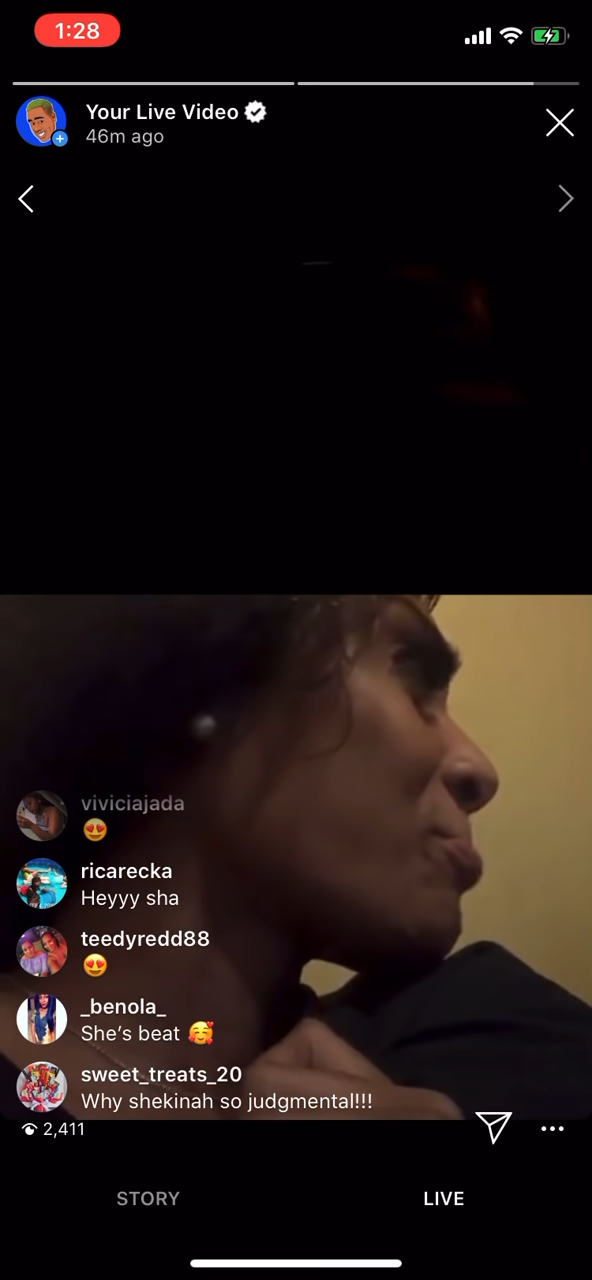 1:28
Your Live Video
46m ago
viviciajada
😍
ricarecka
Heyyy sha
teedyredd88
😍
_benola_
She’s beat 🥰
sweet_treats_20
Why shekinah so judgmental!!!
2,411
STORY
LIVE